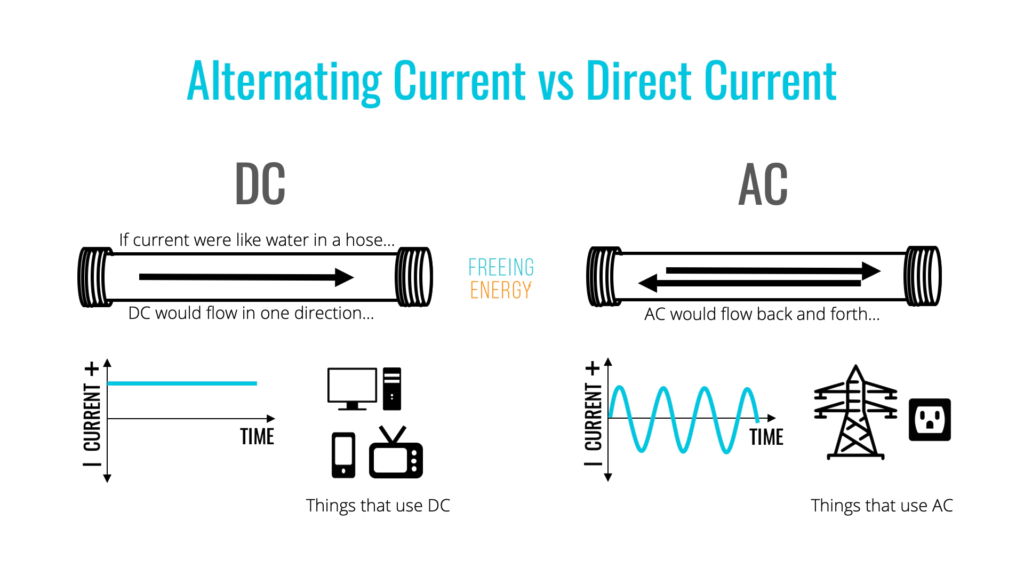 Alternating Current vs Direct Current
DC
If current were like water in a hose...
DC would flow in one direction...
| CURRENT +
TIME
Things that use DC
FREEING
ENERGY
AC
AC would flow back and forth...
| CURRENT +
TIME
Things that use AC